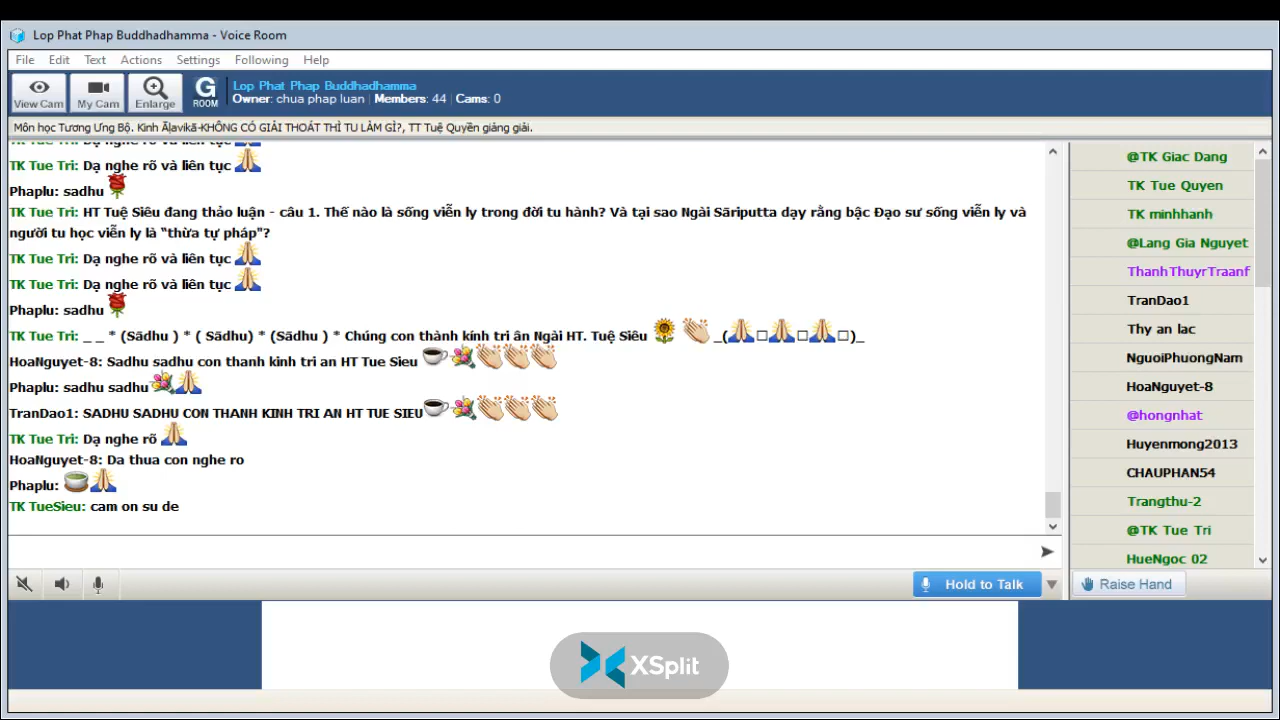 Lop Phat Phap Buddhadhamma - Voice Room
File Edit Text Actions Settings Following Help
View Cam My Cam Enlarge G ROOM
Lop Phat Phap Buddhadhamma
Owner: chua phap luan | Members: 44 | Cams: 0
Môn học Tương Ưng Bộ. Kinh Āḷavikā-KHÔNG CÓ GIẢI THOÁT THÌ TU LÀM GÌ?, TT Tuệ Quyền giảng giải.
TK Tue Tri: Dạ nghe rõ và liên tục
TK Tue Tri: Dạ nghe rõ và liên tục
Phaplu: sadhu
TK Tue Tri: HT Tuệ Siêu đang thảo luận - câu 1. Thế nào là sống viễn ly trong đời tu hành? Và tại sao Ngài Sāriputta dạy rằng bậc Đạo sư sống viễn ly và
người tu học viễn ly là “thừa tự pháp"?
TK Tue Tri: Dạ nghe rõ và liên tục
TK Tue Tri: Dạ nghe rõ và liên tục
Phaplu: sadhu
TK Tue Tri: _ _ * (Sādhu ) * ( Sādhu) * (Sādhu ) * Chúng con thành kính tri ân Ngài HT. Tuệ Siêu 🌻 👏 _(🙏□🙏□🙏□)_
HoaNguyet-8: Sadhu sadhu con thanh kinh tri an HT Tue Sieu
Phaplu: sadhu sadhu
TranDao1: SADHU SADHU CON THANH KINH TRI AN HT TUE SIEU
TK Tue Tri: Dạ nghe rõ
HoaNguyet-8: Da thua con nghe ro
Phaplu:
TK TueSieu: cam on su de
@TK Giac Dang
TK Tue Quyen
TK minhhanh
@Lang Gia Nguyet
ThanhThuyrTraanf
TranDao1
Thy an lac
NguoiPhuongNam
HoaNguyet-8
@hongnhat
Huyenmong2013
CHAUPHAN54
Trangthu-2
@TK Tue Tri
HueNgoc 02
Hold to Talk
Raise Hand
XSplit